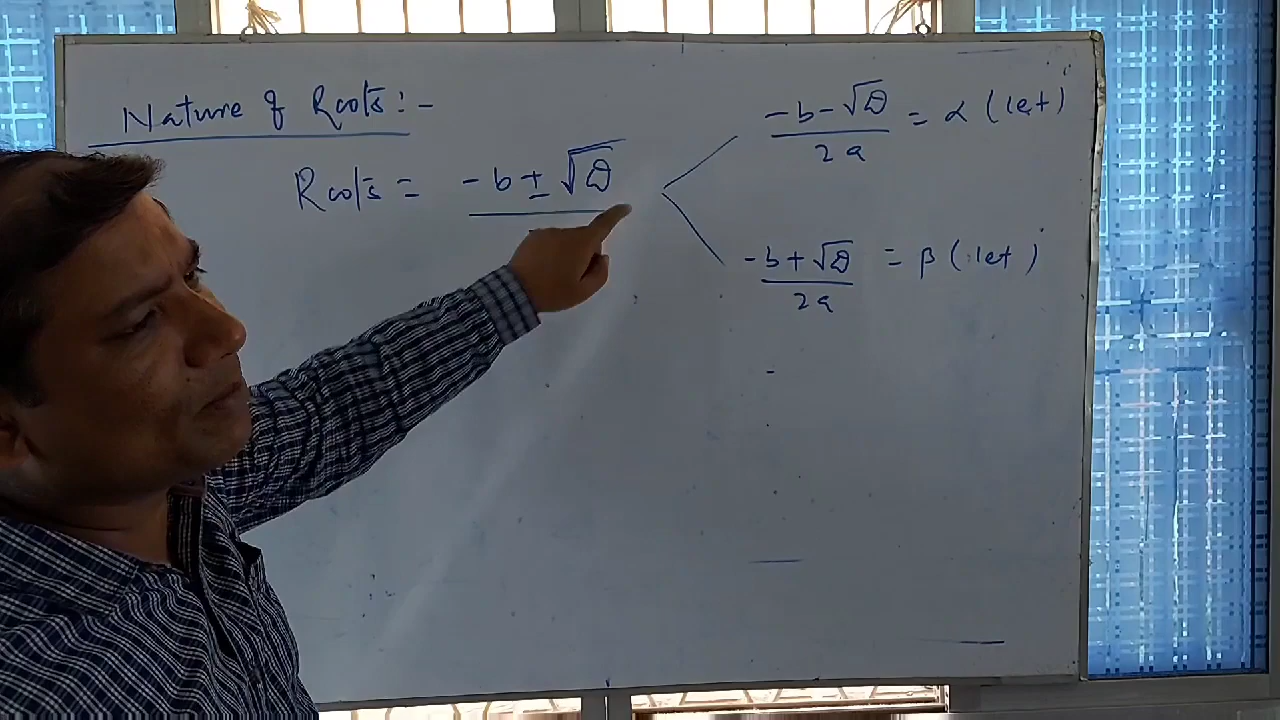 Nature of Roots :-
Roots = -b ± √D
-b - √D / 2a = α (let)
-b + √D / 2a = β (let)